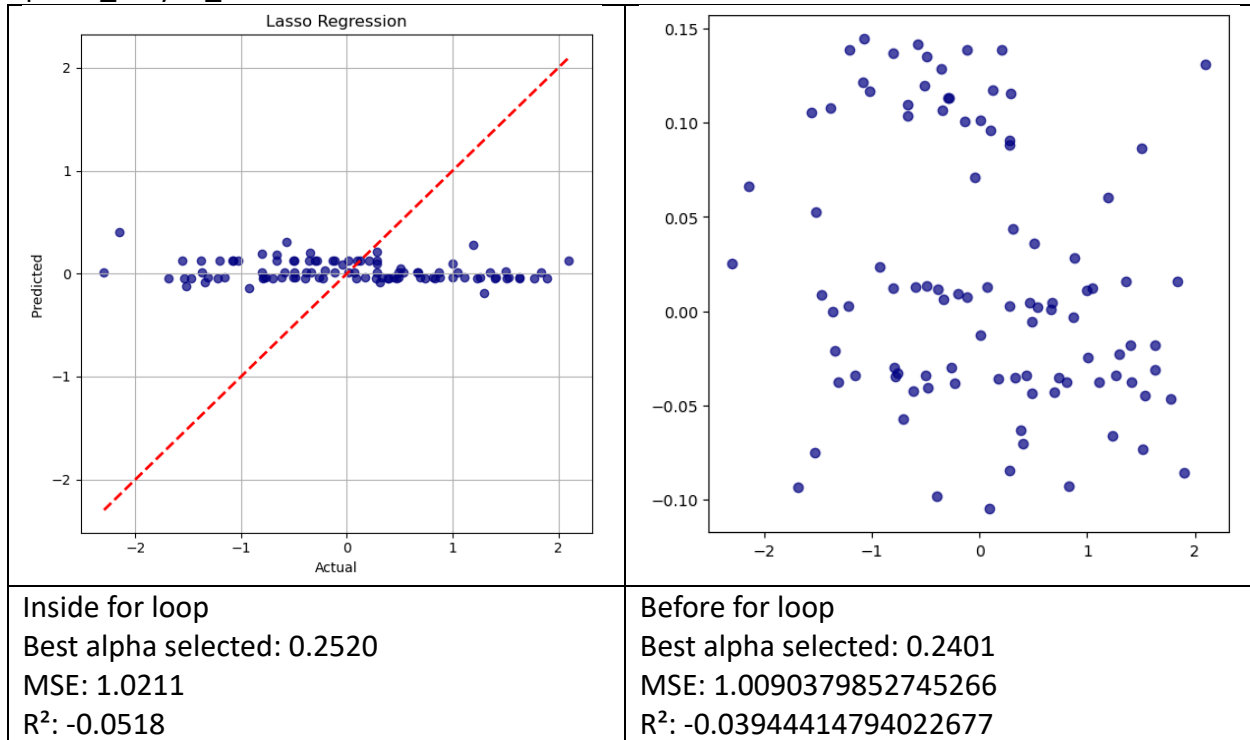 Lasso Regression
2
1
0
−1
−2
Predicted
−2
−1
0
1
2
Actual
0.15
0.10
0.05
0.00
−0.05
−0.10
−2
−1
0
1
2
Inside for loop
Best alpha selected: 0.2520
MSE: 1.0211
R²: -0.0518
Before for loop
Best alpha selected: 0.2401
MSE: 1.0090379852745266
R²: -0.03944414794022677